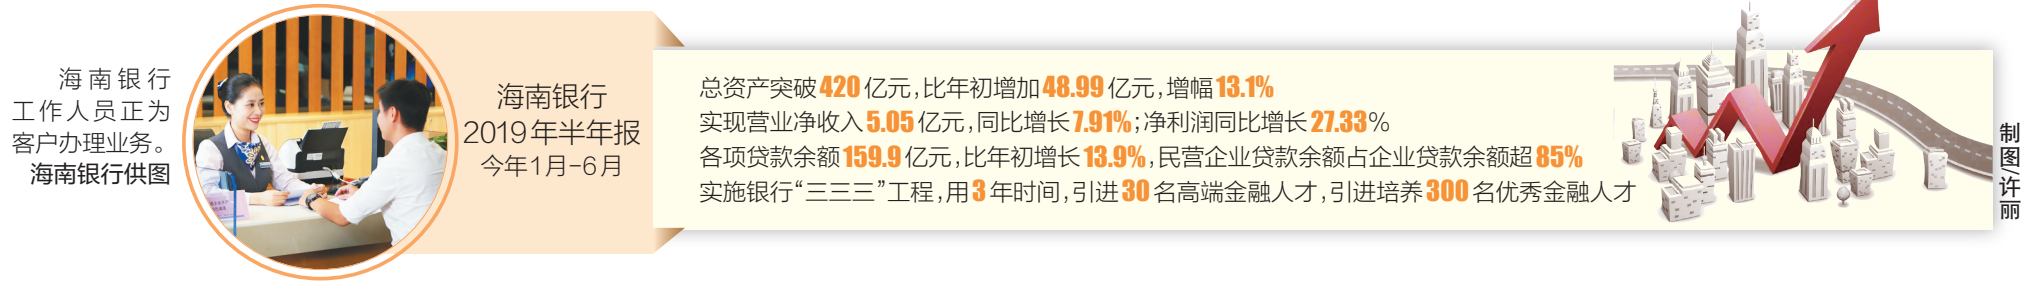 海南银行
工作人员正为
客户办理业务。
海南银行供图
海南银行
2019年半年报
今年1月-6月
总资产突破420亿元，比年初增加48.99亿元，增幅13.1%
实现营业净收入5.05亿元，同比增长7.91%；净利润同比增长27.33%
各项贷款余额159.9亿元，比年初增长13.9%，民营企业贷款余额占企业贷款余额超85%
实施银行“三三三”工程，用3年时间，引进30名高端金融人才，引进培养300名优秀金融人才
制图/许丽